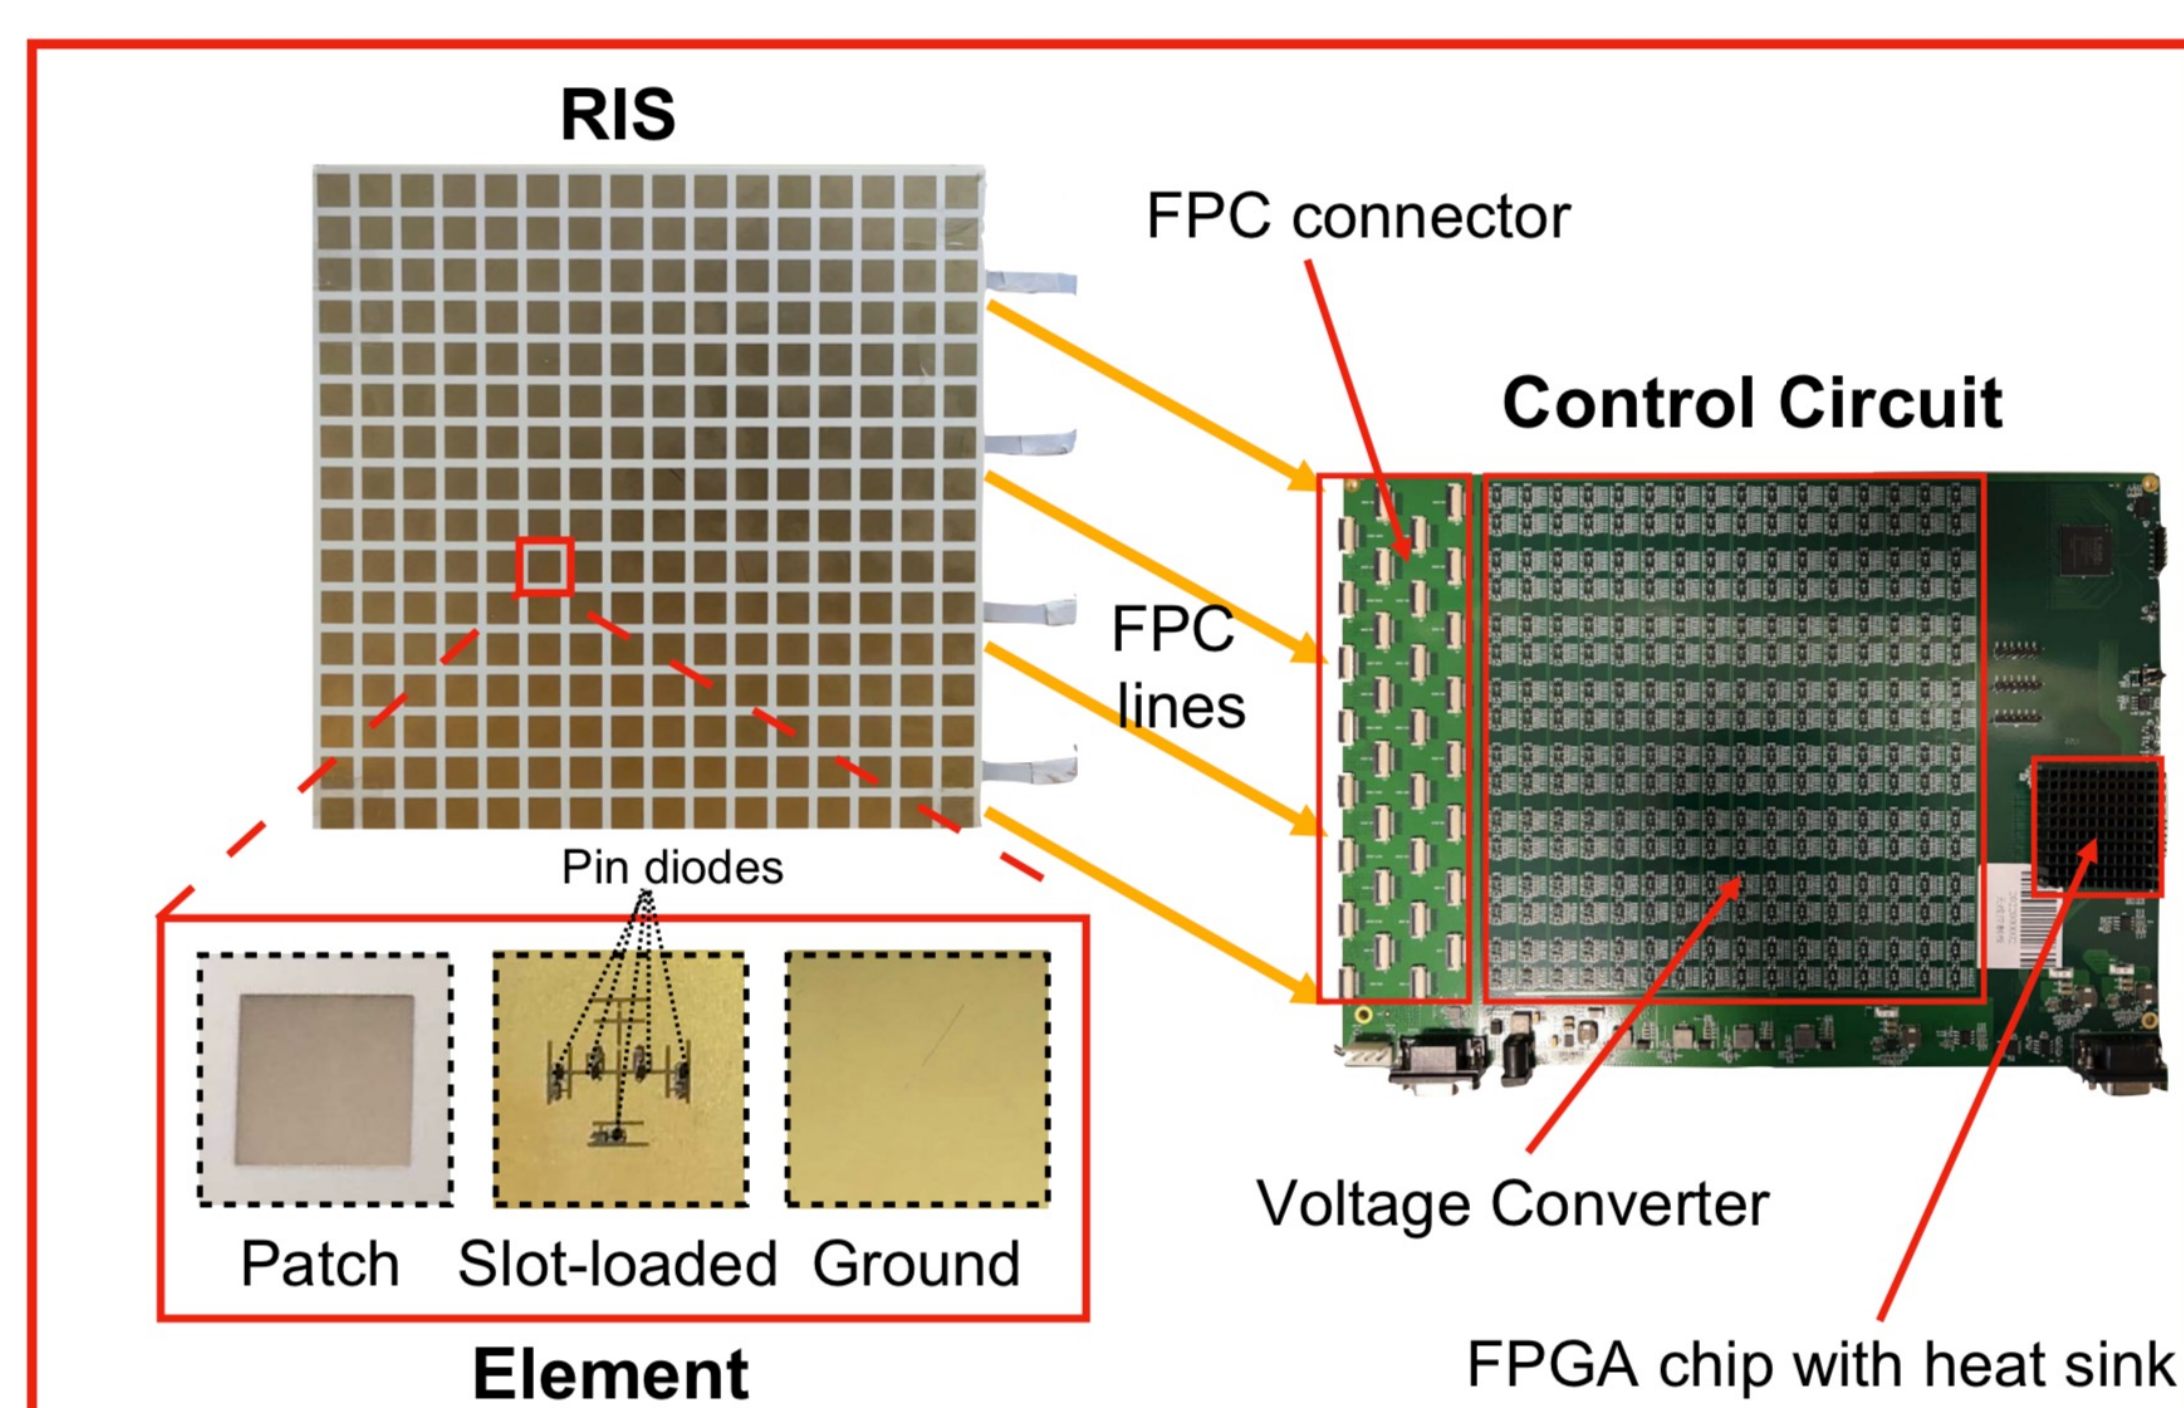 RIS
FPC connector
Control Circuit
FPC
lines
Pin diodes
Patch
Slot-loaded
Ground
Element
Voltage Converter
FPGA chip with heat sink